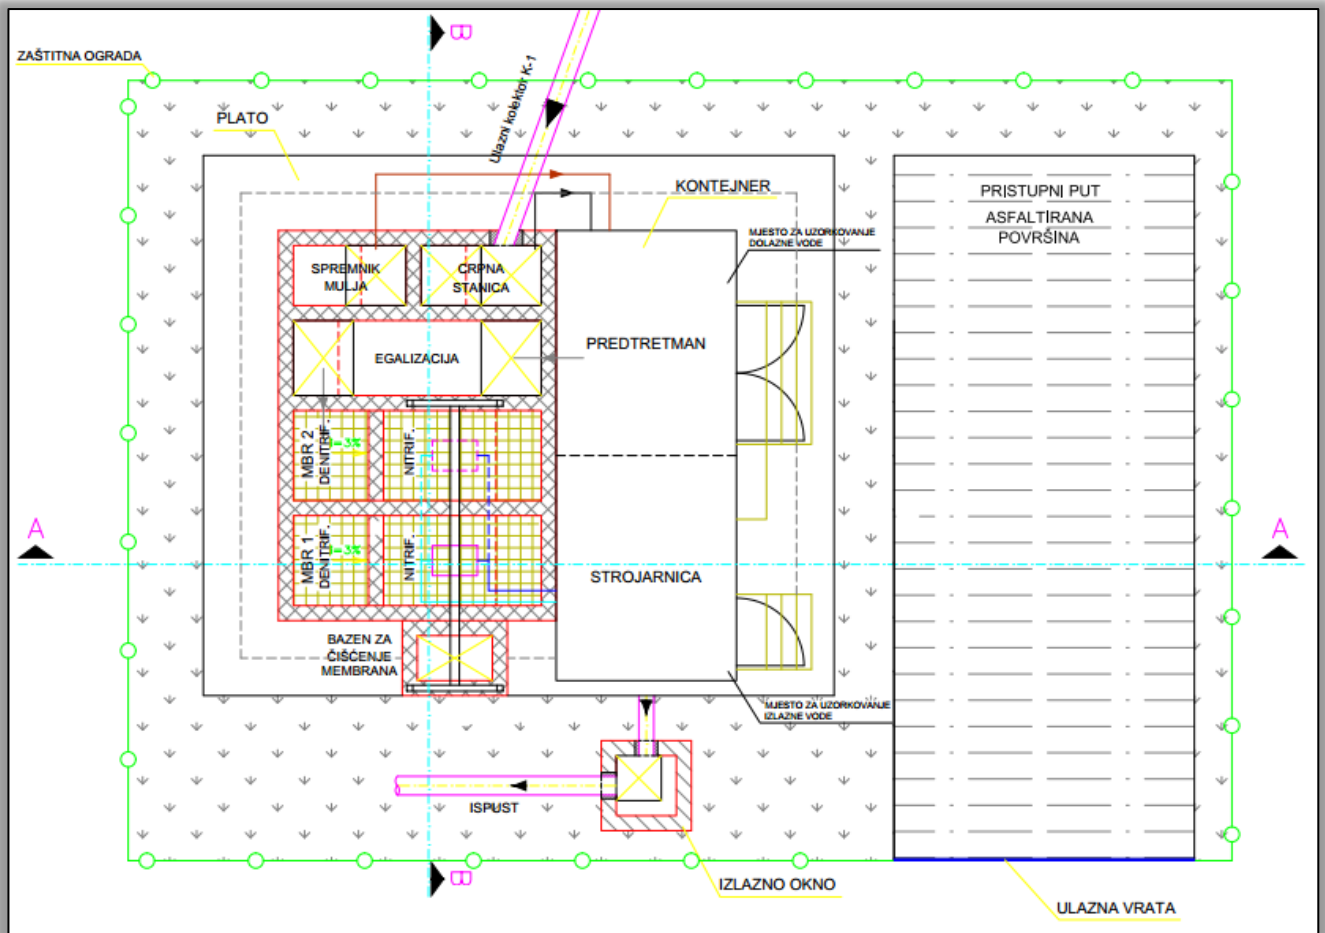 B
ZAŠTITNA OGRADA
Ulazni kolektor K-1
PLATO
KONTEJNER
PRISTUPNI PUT
ASFALTIRANA
POVRŠINA
MJESTO ZA UZORKOVANJE
DOLAZNE VODE
SPREMNIK
MULJA
CRPNA
STANICA
EGALIZACIJA
PREDTRETMAN
MBR 2
DENITRIF.
I=3%
NITRIF.
A
A
MBR 1
DENITRIF.
I=3%
NITRIF.
STROJARNICA
BAZEN ZA
ČIŠĆENJE
MEMBRANA
MJESTO ZA UZORKOVANJE
IZLAZNE VODE
ISPUST
B
IZLAZNO OKNO
ULAZNA VRATA